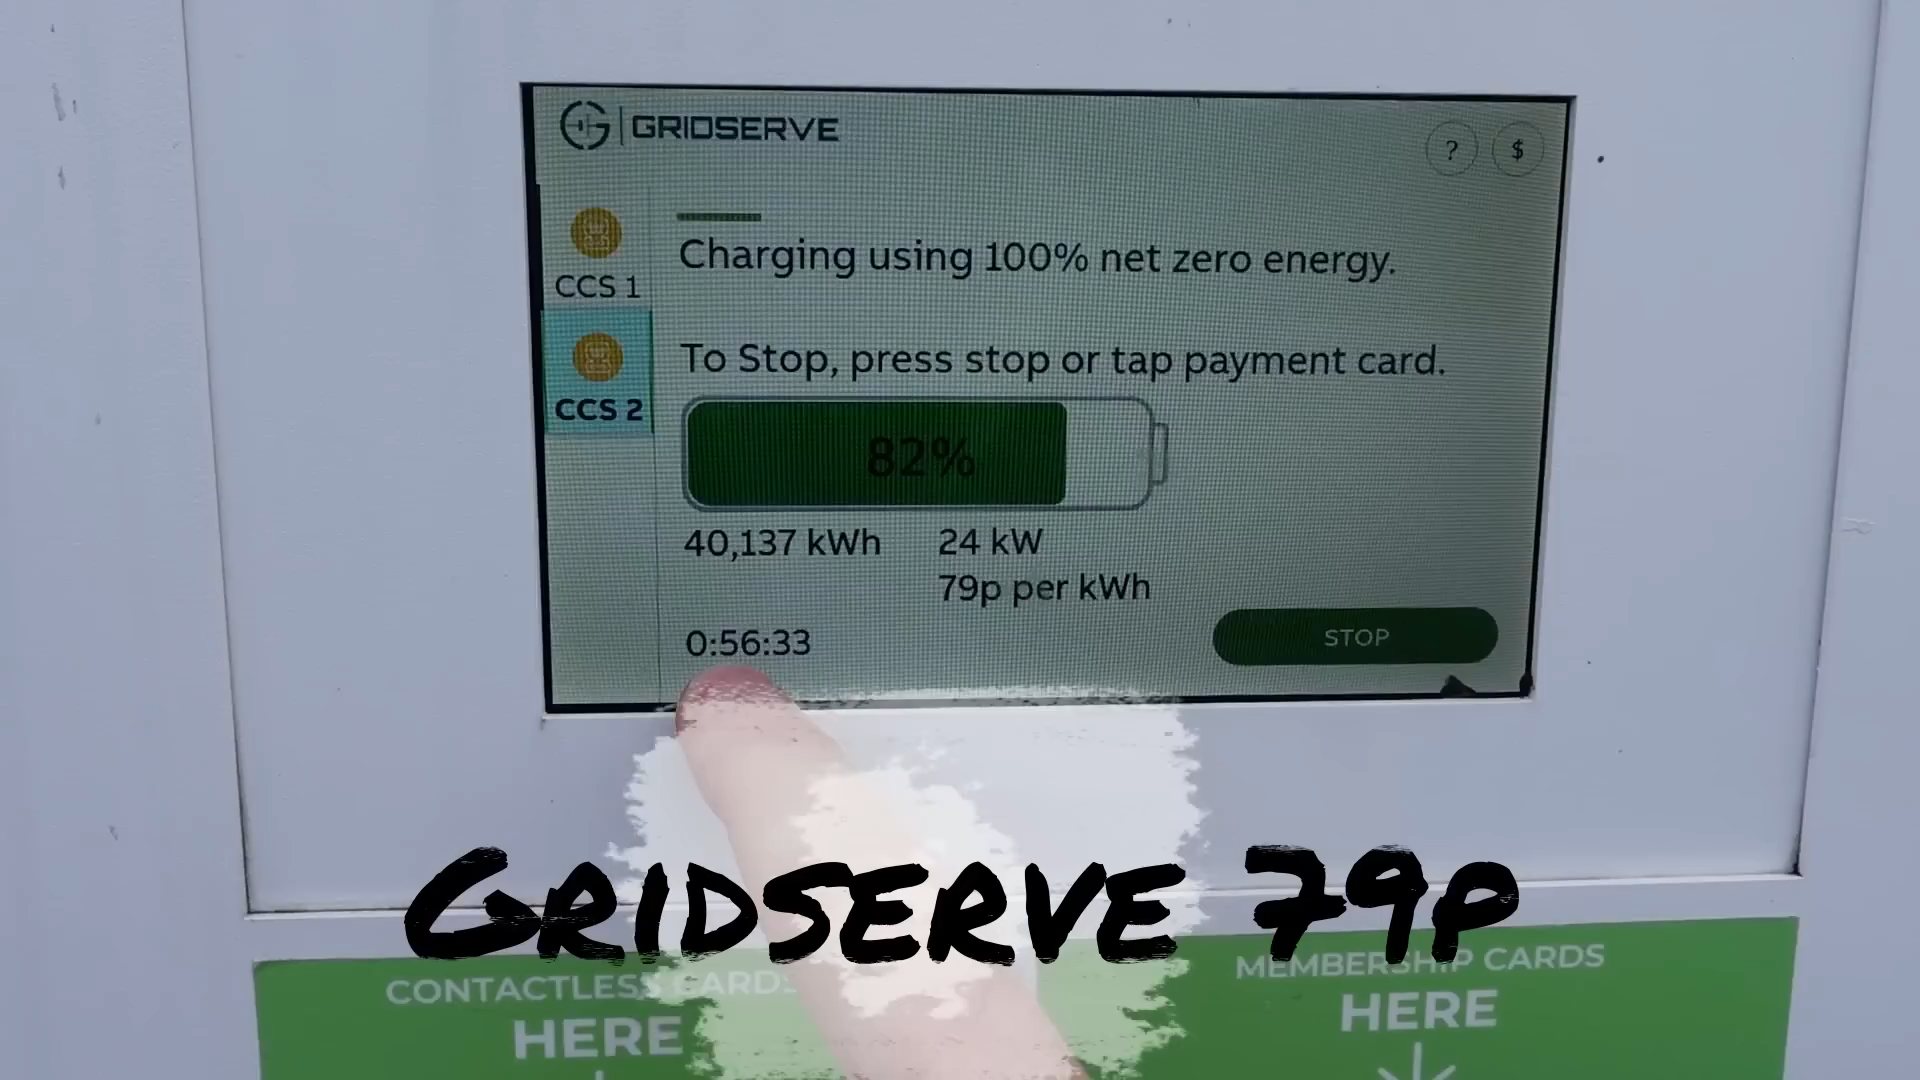 GRIDSERVE
? $
Charging using 100% net zero energy.
CCS 1
To Stop, press stop or tap payment card.
CCS 2
82%
40,137 kWh 24 kW
79p per kWh
0:56:33
STOP
GRIDSERVE 79P
CONTACTLESS CARDS
HERE
MEMBERSHIP CARDS
HERE